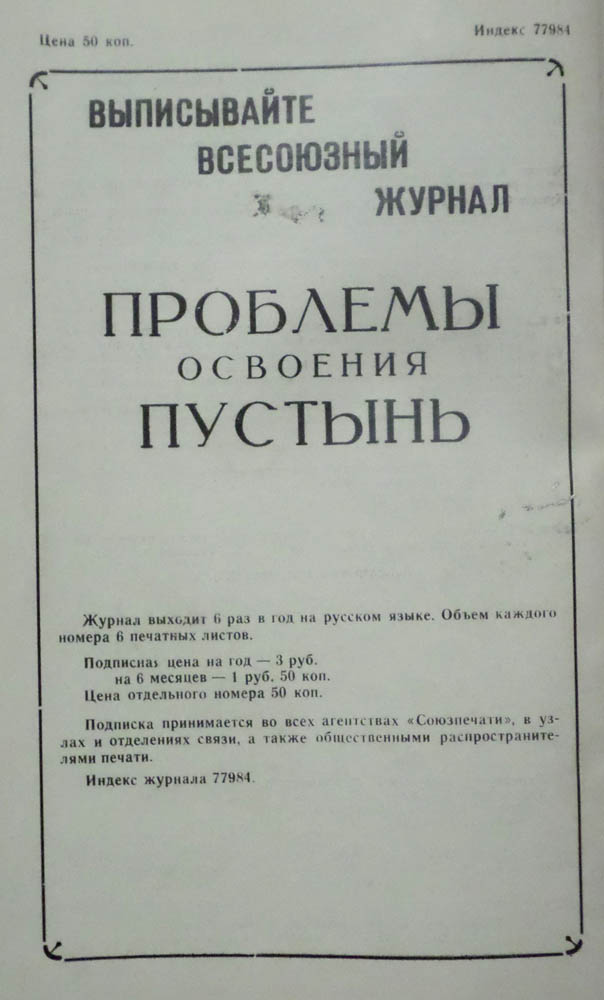 Цена 50 коп.
Индекс 77984
ВЫПИСЫВАЙТЕ
ВСЕСОЮЗНЫЙ
ЖУРНАЛ
ПРОБЛЕМЫ
ОСВОЕНИЯ
ПУСТЫНЬ
Журнал выходит 6 раз в год на русском языке. Объем каждого
номера 6 печатных листов.
Подписная цена на год — 3 руб.
на 6 месяцев — 1 руб. 50 коп.
Цена отдельного номера 50 коп.
Подписка принимается во всех агентствах «Союзпечати», в уз-
лах и отделениях связи, а также общественными распространите-
лями печати.
Индекс журнала 77984.